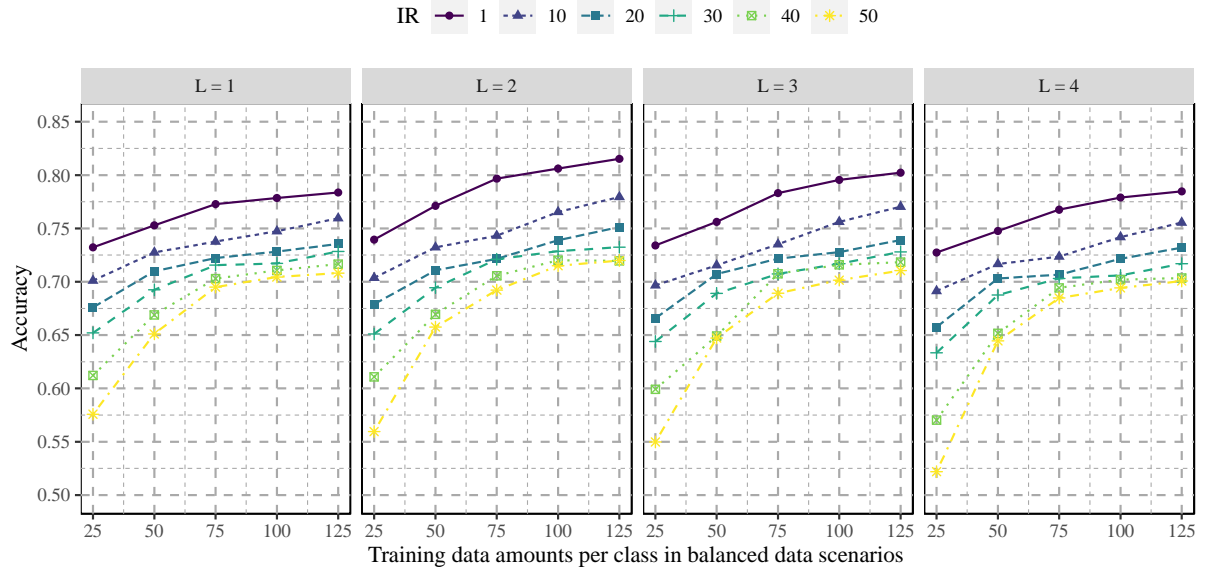 IR 1 10 20 30 40 50
L = 1 L = 2 L = 3 L = 4
0.85
0.80
0.75
0.70
0.65
0.60
0.55
0.50
Accuracy
25 50 75 100 125 25 50 75 100 125 25 50 75 100 125 25 50 75 100 125
Training data amounts per class in balanced data scenarios